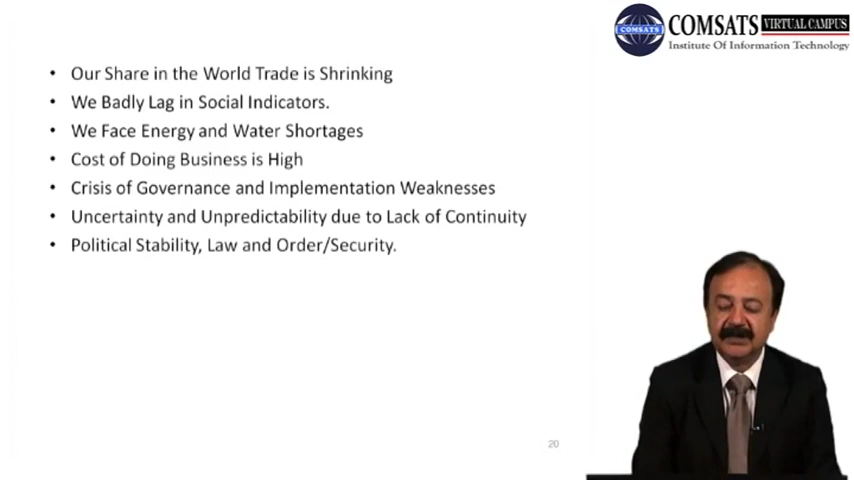 COMSATS
COMSATS VIRTUAL CAMPUS
Institute Of Information Technology
• Our Share in the World Trade is Shrinking
• We Badly Lag in Social Indicators.
• We Face Energy and Water Shortages
• Cost of Doing Business is High
• Crisis of Governance and Implementation Weaknesses
• Uncertainty and Unpredictability due to Lack of Continuity
• Political Stability, Law and Order/Security.
20